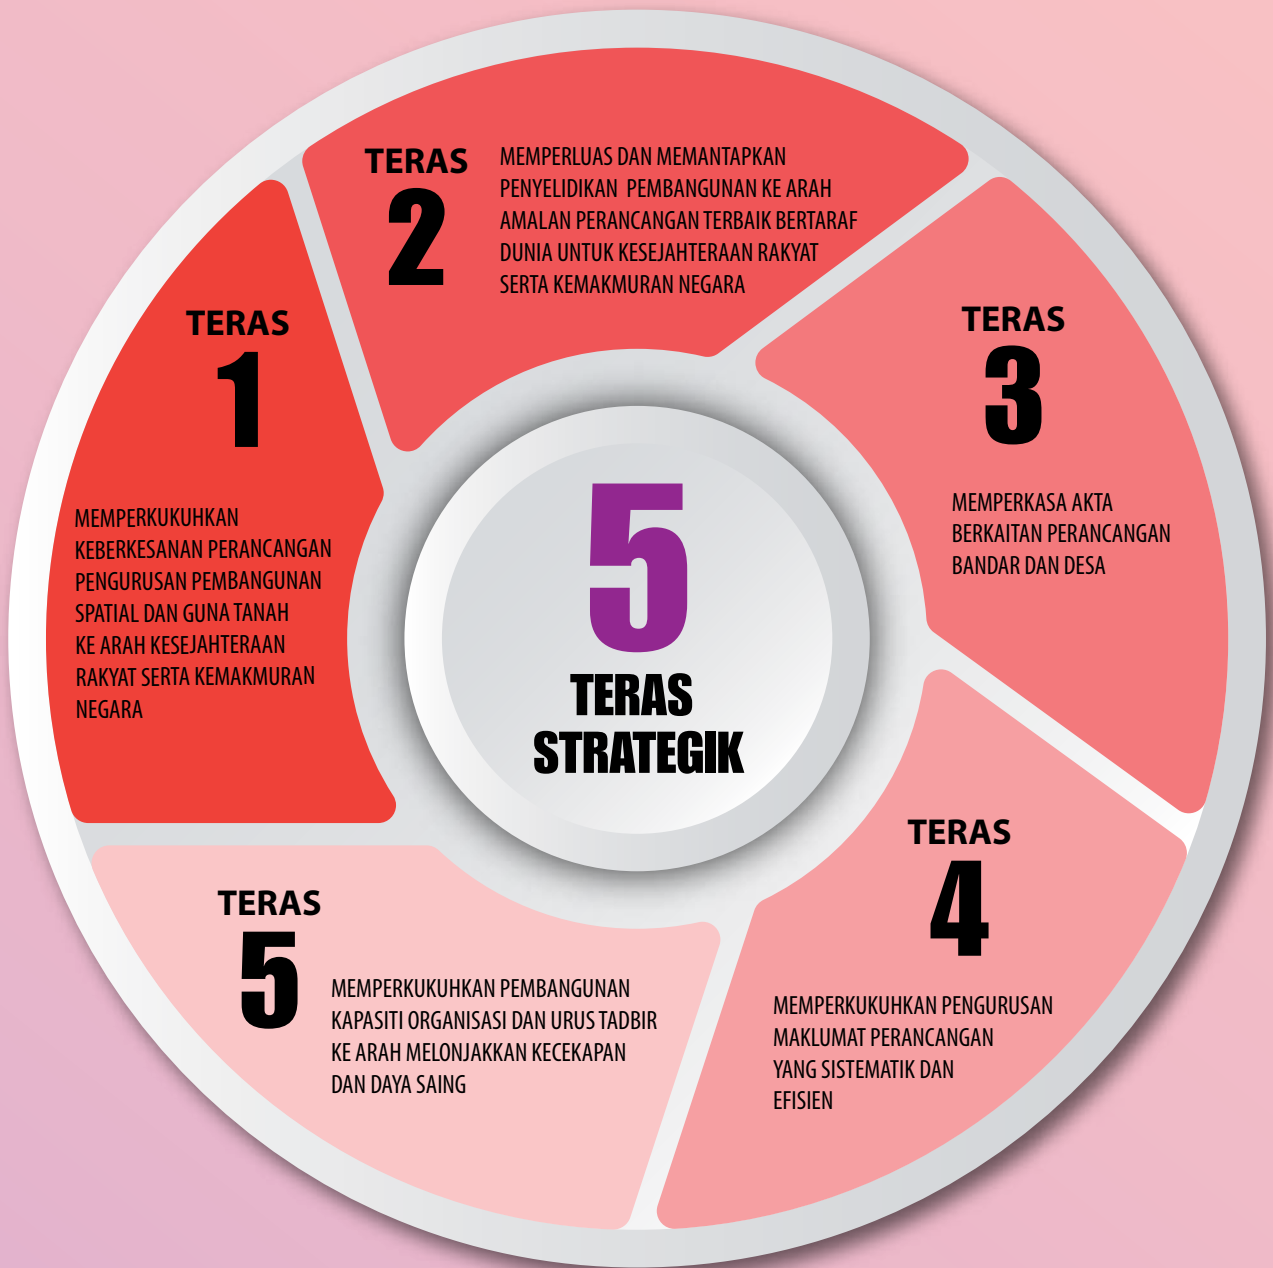 TERAS
1
MEMPERKUKUHKAN
KEBERKESANAN PERANCANGAN
PENGURUSAN PEMBANGUNAN
SPATIAL DAN GUNA TANAH
KE ARAH KESEJAHTERAAN
RAKYAT SERTA KEMAKMURAN
NEGARA
TERAS
2
MEMPERLUAS DAN MEMANTAPKAN
PENYELIDIKAN PEMBANGUNAN KE ARAH
AMALAN PERANCANGAN TERBAIK BERTARAF
DUNIA UNTUK KESEJAHTERAAN RAKYAT
SERTA KEMAKMURAN NEGARA
TERAS
3
MEMPERKASA AKTA
BERKAITAN PERANCANGAN
BANDAR DAN DESA
TERAS
4
MEMPERKUKUHKAN PENGURUSAN
MAKLUMAT PERANCANGAN
YANG SISTEMATIK DAN
EFISIEN
TERAS
5
MEMPERKUKUHKAN PEMBANGUNAN
KAPASITI ORGANISASI DAN URUS TADBIR
KE ARAH MELONJAKKAN KECEKAPAN
DAN DAYA SAING
5
TERAS
STRATEGIK